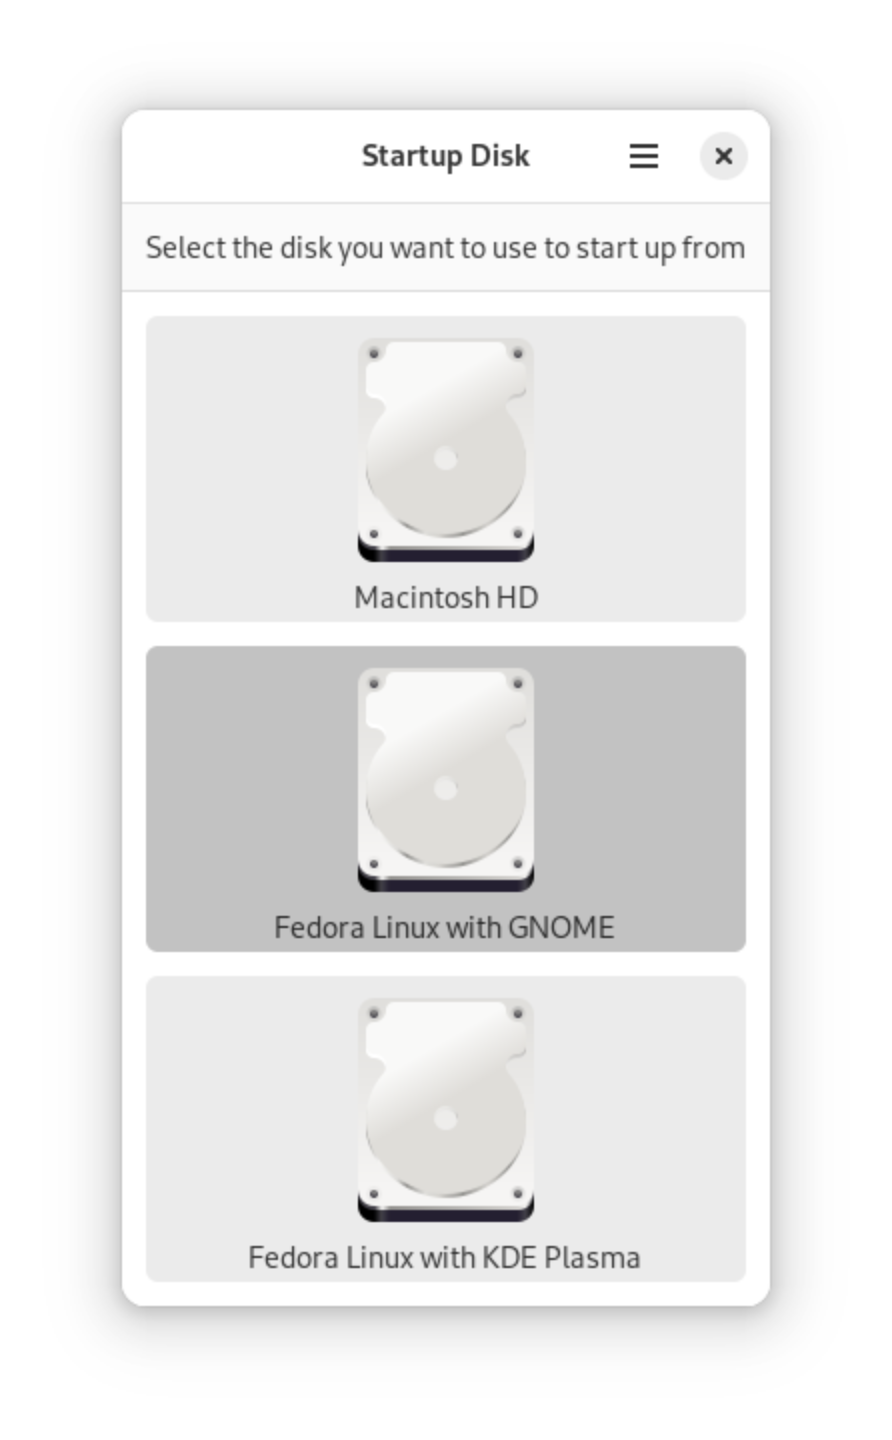 Startup Disk
Select the disk you want to use to start up from
Macintosh HD
Fedora Linux with GNOME
Fedora Linux with KDE Plasma